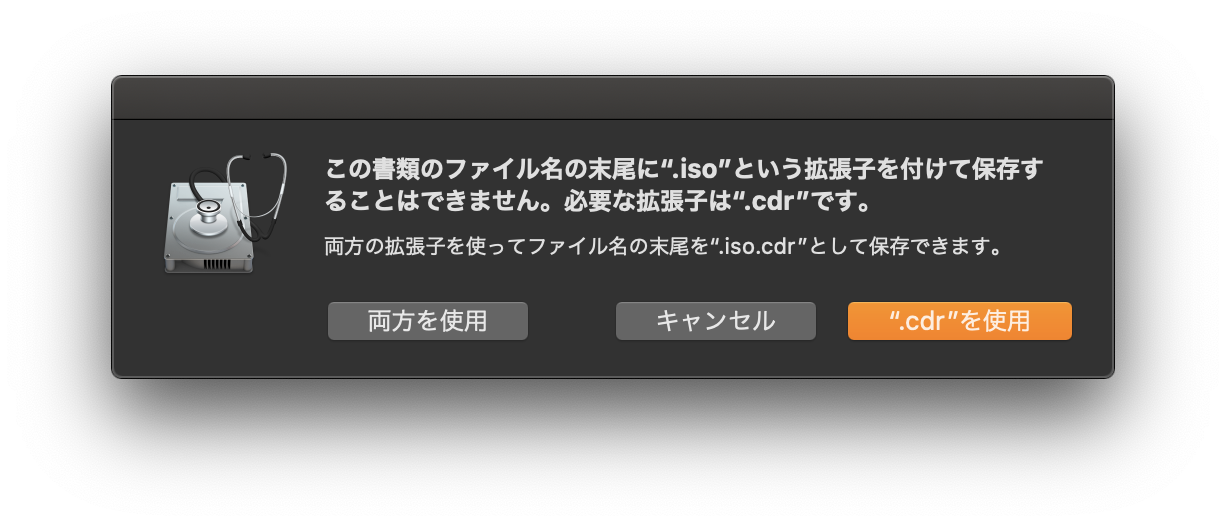 この書類のファイル名の末尾に“.iso”という拡張子を付けて保存す
ることはできません。必要な拡張子は“.cdr”です。
両方の拡張子を使ってファイル名の末尾を“.iso.cdr”として保存できます。
両方を使用
キャンセル
“.cdr”を使用